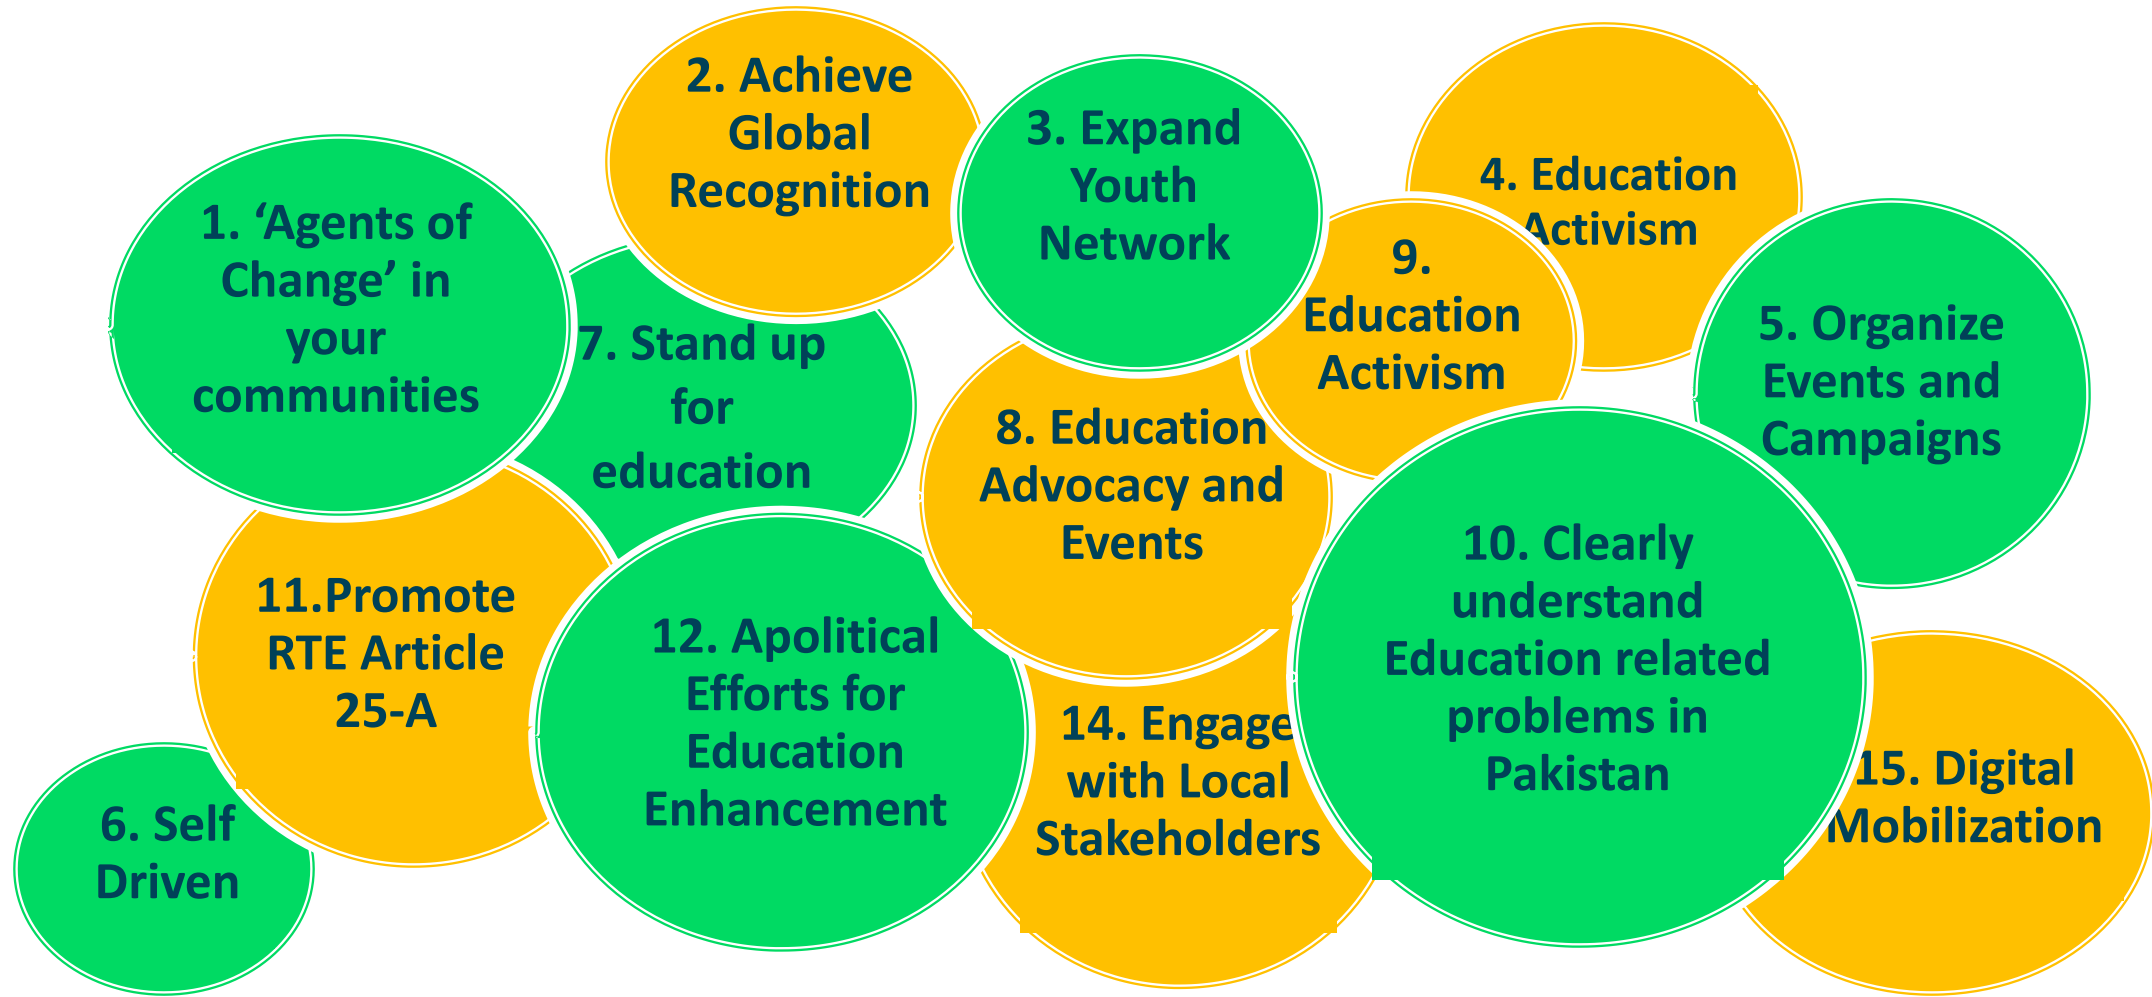 1. ‘Agents of
Change’ in
your
communities
2. Achieve
Global
Recognition
3. Expand
Youth
Network
4. Education
Activism
5. Organize
Events and
Campaigns
6. Self
Driven
7. Stand up
for
education
8. Education
Advocacy and
Events
9.
Education
Activism
10. Clearly
understand
Education related
problems in
Pakistan
11.Promote
RTE Article
25-A
12. Apolitical
Efforts for
Education
Enhancement
14. Engage
with Local
Stakeholders
15. Digital
Mobilization